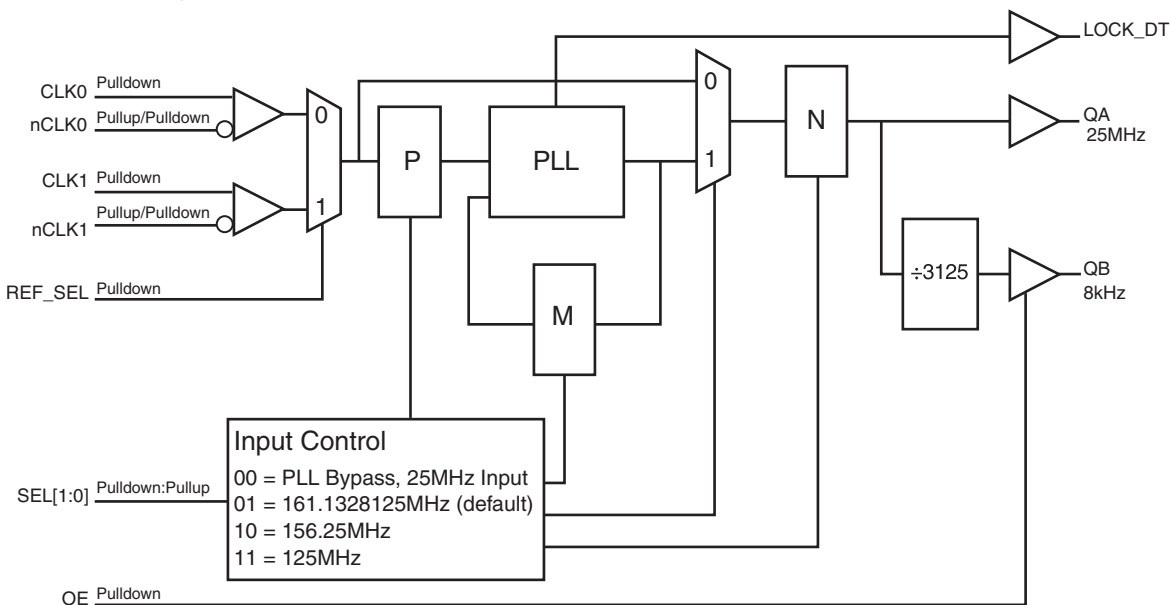 LOCK_DT
CLK0 Pulldown
nCLK0 Pullup/Pulldown
CLK1 Pulldown
nCLK1 Pullup/Pulldown
REF_SEL Pulldown
0
1
P
PLL
M
0
1
N
QA
25MHz
÷3125
QB
8kHz
SEL[1:0] Pulldown:Pullup
Input Control
00 = PLL Bypass, 25MHz Input
01 = 161.1328125MHz (default)
10 = 156.25MHz
11 = 125MHz
OE Pulldown